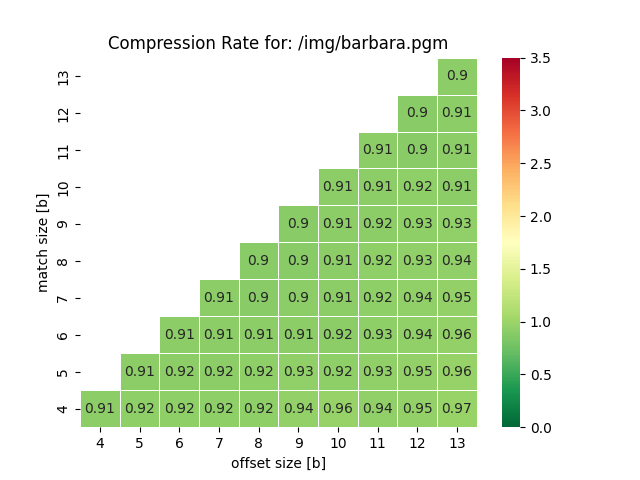 Compression Rate for: /img/barbara.pgm
13 0.9 3.5
12 0.9 0.91 3.0
11 0.91 0.9 0.91
10 0.91 0.91 0.92 0.91 2.5
9 0.9 0.91 0.92 0.93 0.93 2.0
8 0.9 0.9 0.91 0.92 0.93 0.94
7 0.91 0.9 0.9 0.91 0.92 0.94 0.95 1.5
6 0.91 0.91 0.91 0.91 0.92 0.93 0.94 0.96 1.0
5 0.91 0.92 0.92 0.92 0.93 0.92 0.93 0.95 0.96 0.5
4 0.91 0.92 0.92 0.92 0.92 0.94 0.96 0.94 0.95 0.97 0.0
match size [b]
4 5 6 7 8 9 10 11 12 13
offset size [b]